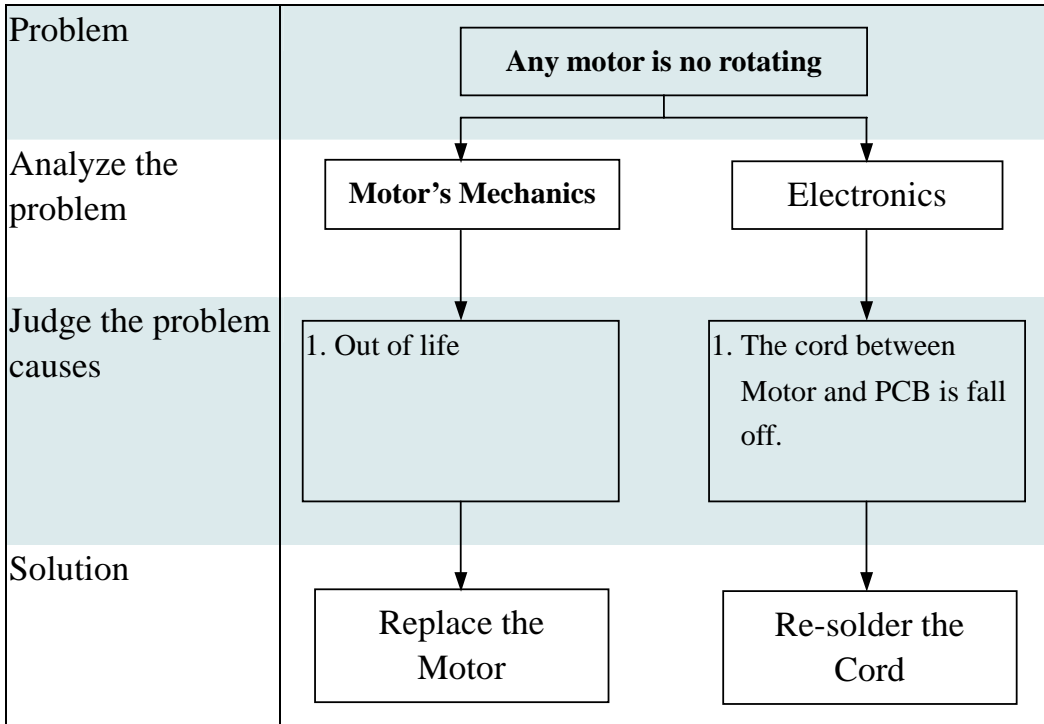 Problem
Any motor is no rotating
Analyze the
problem
Motor’s Mechanics
Electronics
Judge the problem
causes
1. Out of life
1. The cord between
Motor and PCB is fall
off.
Solution
Replace the
Motor
Re-solder the
Cord